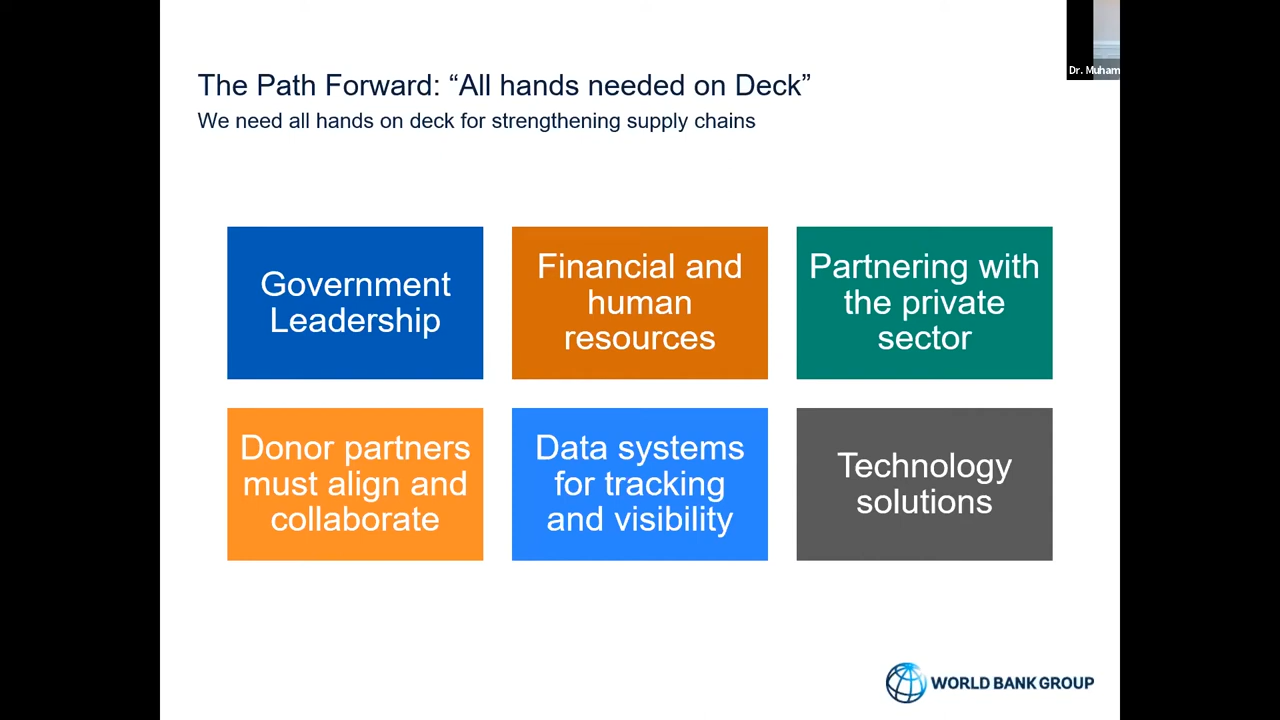 Dr. Muham
The Path Forward: “All hands needed on Deck”
We need all hands on deck for strengthening supply chains
Government
Leadership
Financial and
human
resources
Partnering with
the private
sector
Donor partners
must align and
collaborate
Data systems
for tracking
and visibility
Technology
solutions
WORLD BANK GROUP